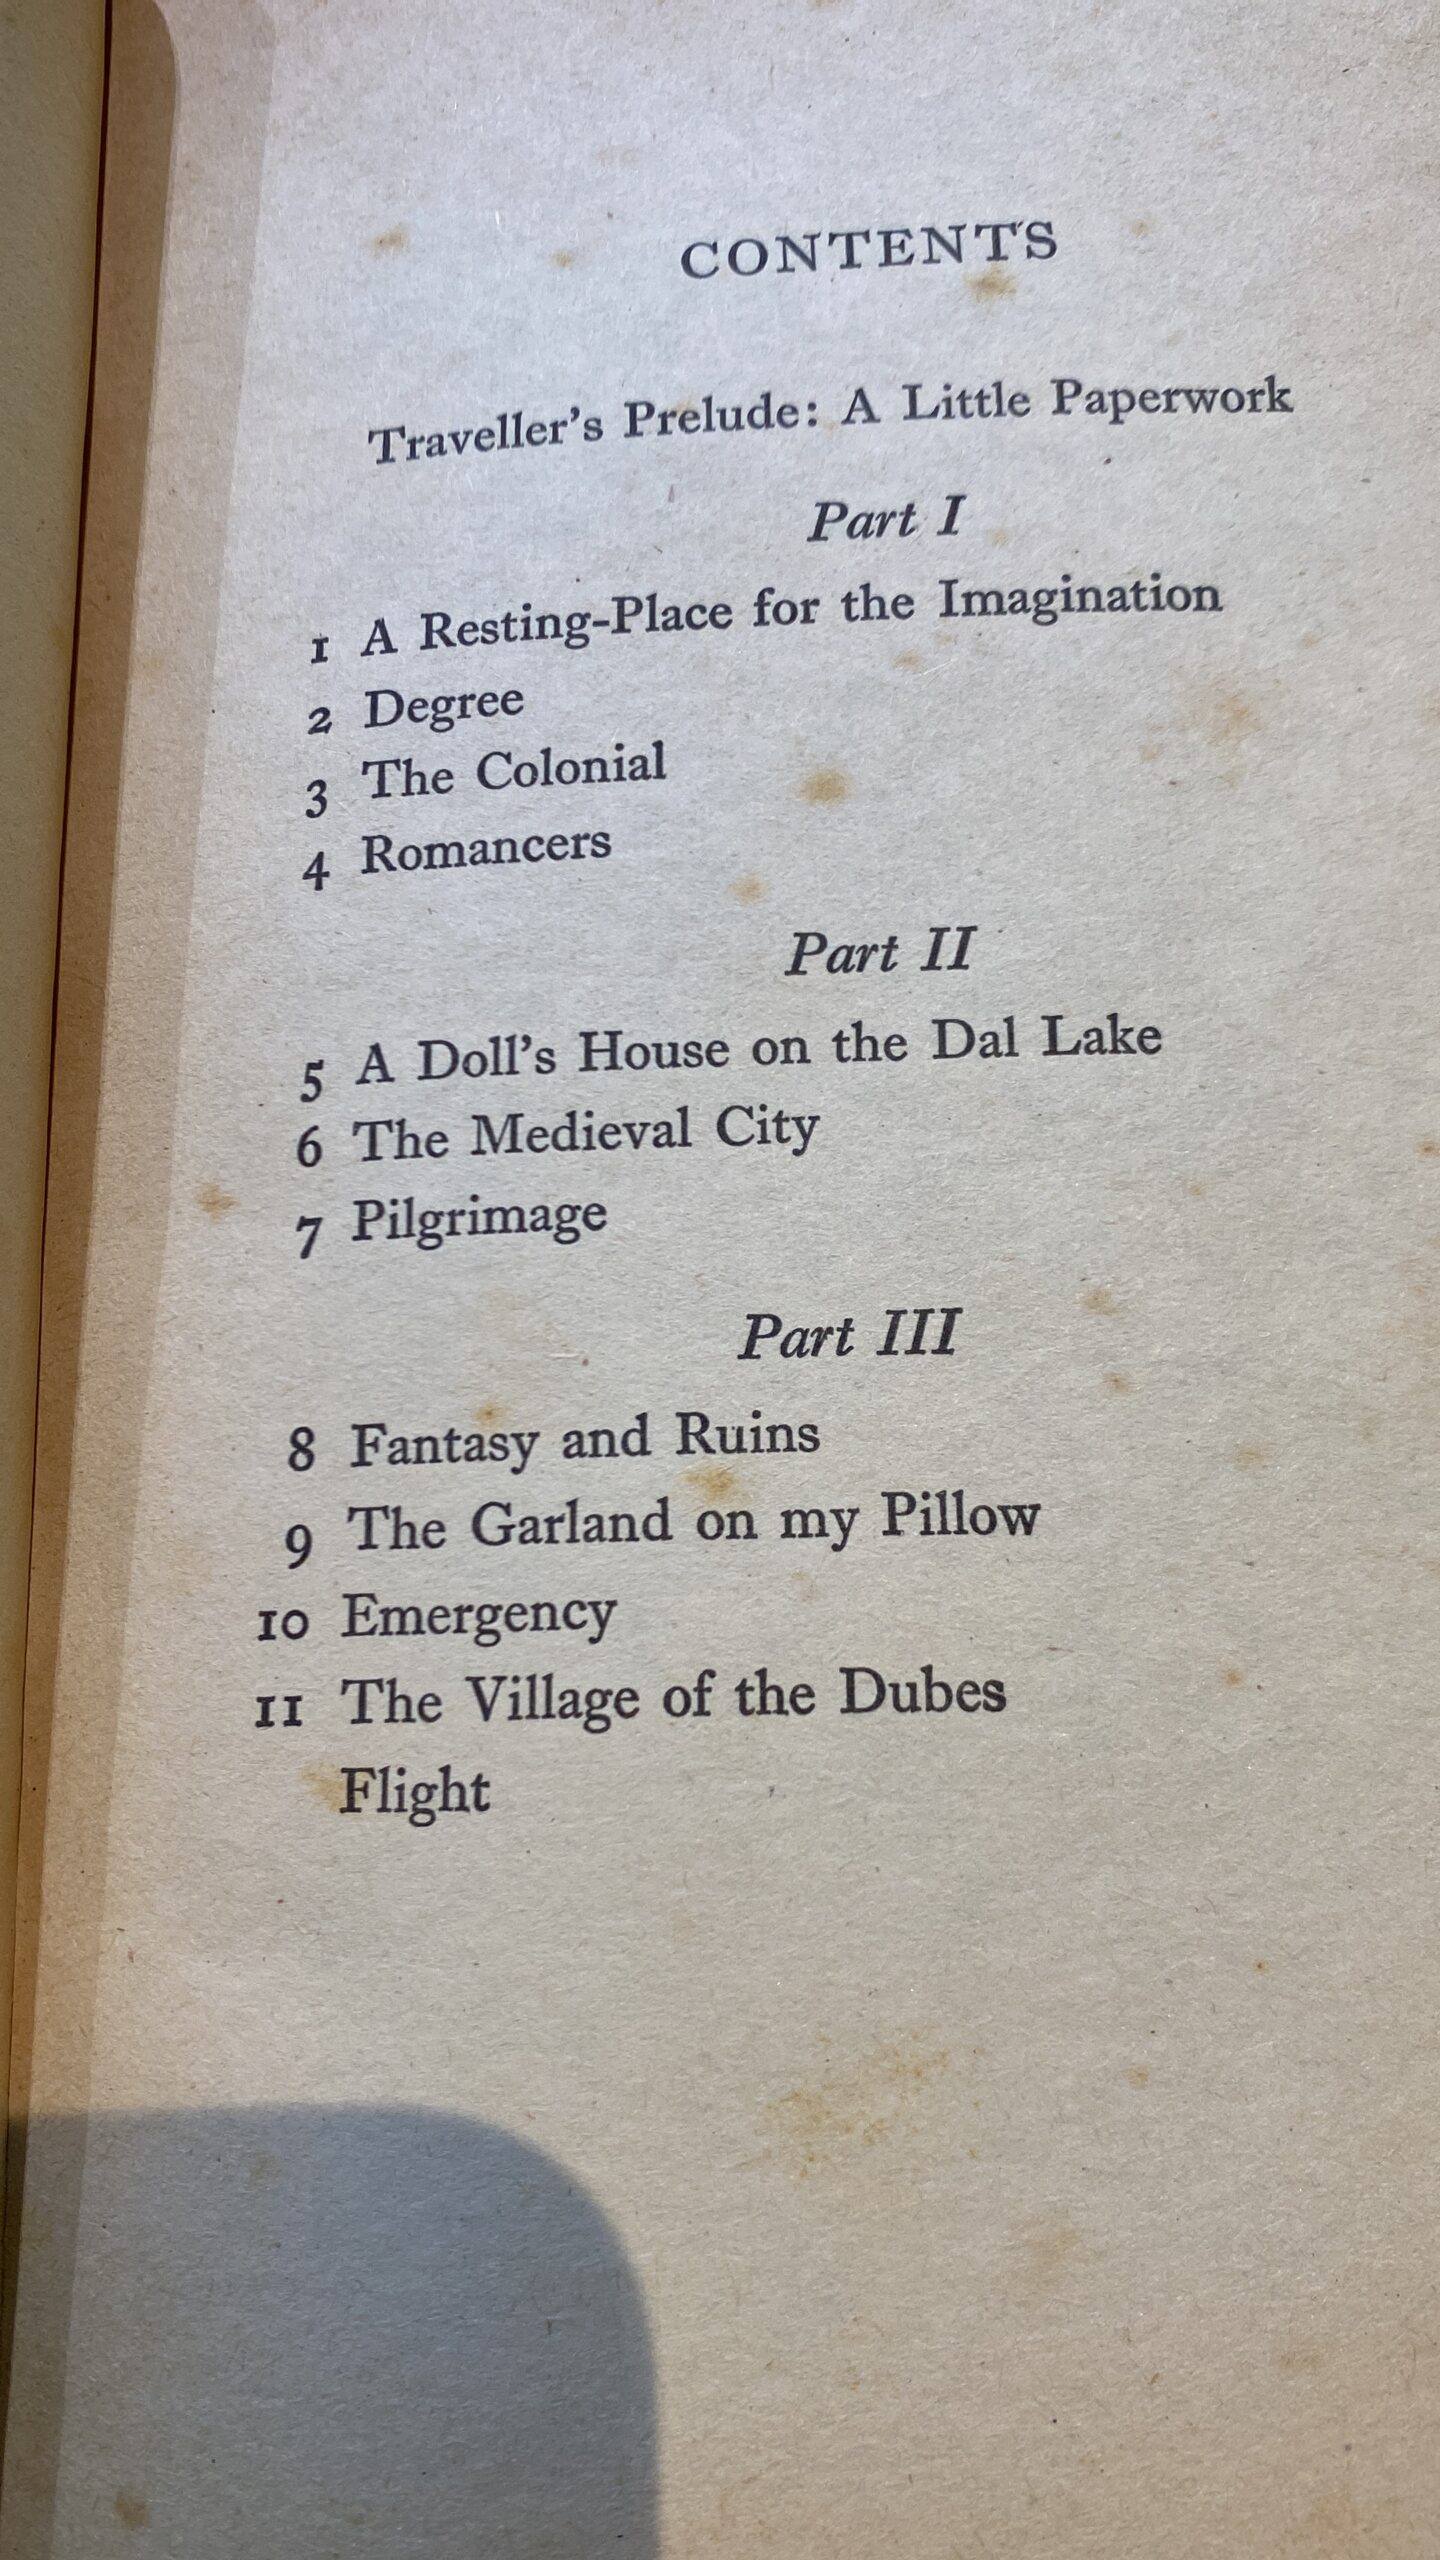 CONTENTS
Traveller's Prelude: A Little Paperwork
Part I
1 A Resting-Place for the Imagination
2 Degree
3 The Colonial
4 Romancers
Part II
5 A Doll's House on the Dal Lake
6 The Medieval City
7 Pilgrimage
Part III
8 Fantasy and Ruins
9 The Garland on my Pillow
10 Emergency
11 The Village of the Dubes
Flight